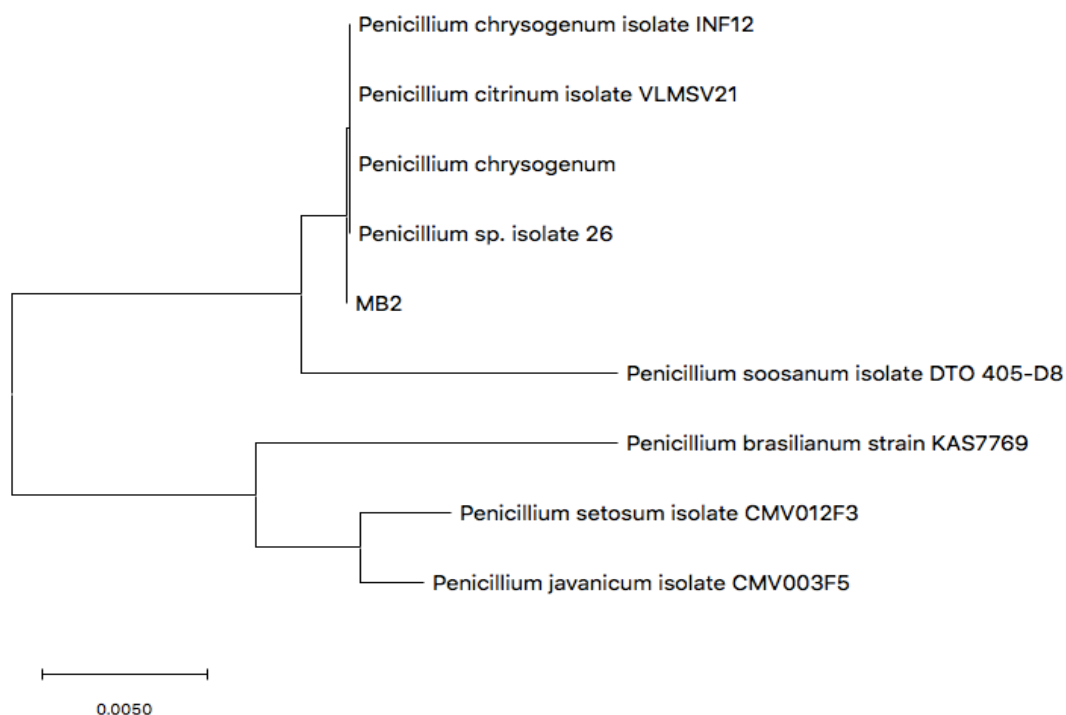 Penicillium chrysogenum isolate INF12
Penicillium citrinum isolate VLMSV21
Penicillium chrysogenum
Penicillium sp. isolate 26
MB2
Penicillium soosanum isolate DTO 405-D8
Penicillium brasilianum strain KAS7769
Penicillium setosum isolate CMV012F3
Penicillium javanicum isolate CMV003F5
0.0050